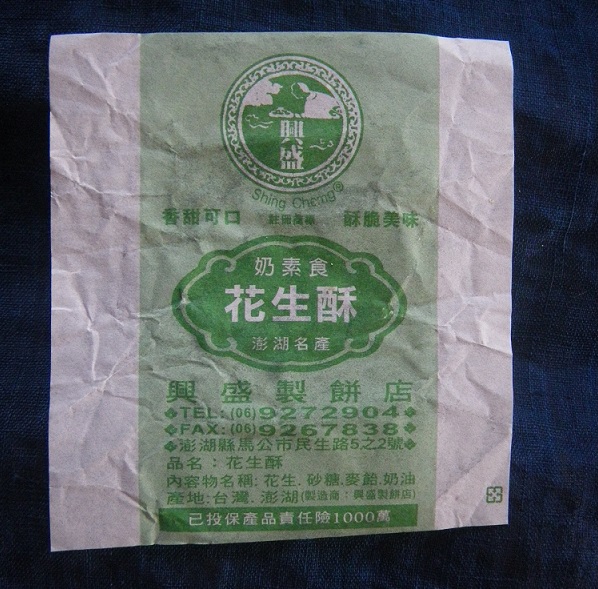 興盛
Shing Cheng®
香甜可口 註冊商標 酥脆美味
奶素食
花生酥
澎湖名產
興盛製餅店
TEL:(06)9272904
FAX:(06)9267838
澎湖縣馬公市民生路5之2號
品名:花生酥
內容物名稱:花生.砂糖.麥飴.奶油
產地:台灣.澎湖(製造商:興盛製餅店)
已投保產品責任險1000萬